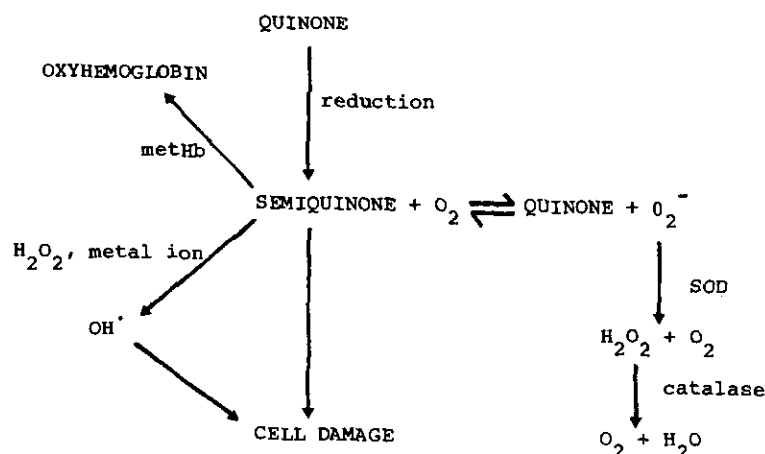 QUINONE
OXYHEMOGLOBIN
reduction
metHb
SEMIQUINONE + O₂ ⇌ QUINONE + O₂⁻
H₂O₂, metal ion
SOD
OH·
H₂O₂ + O₂
catalase
CELL DAMAGE
O₂ + H₂O